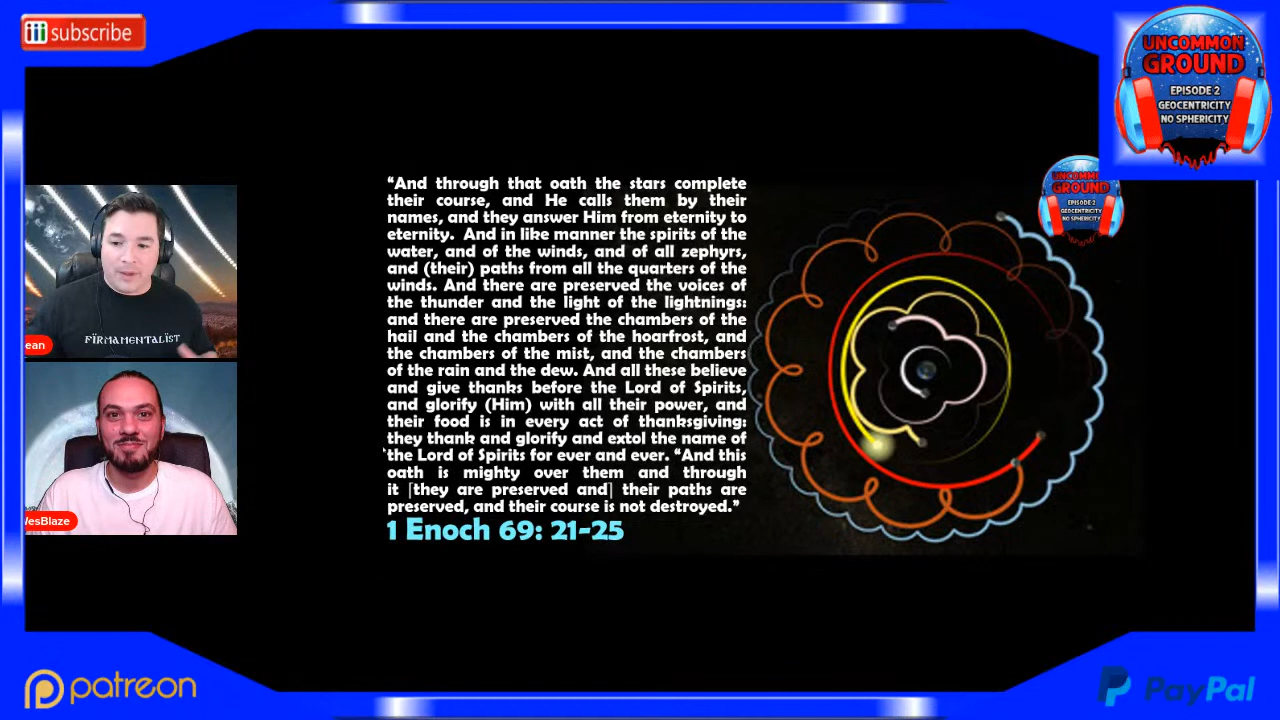 subscribe
UNCOMMON
GROUND
EPISODE 2
GEOCENTRICITY
NO SPHERICITY
“And through that oath the stars complete
their course, and He calls them by their
names, and they answer Him from eternity to
eternity. And in like manner the spirits of the
water, and of the winds, and of all zephyrs,
and (their) paths from all the quarters of the
winds. And there are preserved the voices of
the thunder and the light of the lightnings:
and there are preserved the chambers of the
hail and the chambers of the hoarfrost, and
the chambers of the mist, and the chambers
of the rain and the dew. And all these believe
and give thanks before the Lord of Spirits,
and glorify (Him) with all their power, and
their food is in every act of thanksgiving:
they thank and glorify and extol the name of
the Lord of Spirits for ever and ever. “And this
oath is mighty over them and through
it [they are preserved and] their paths are
preserved, and their course is not destroyed.”
1 Enoch 69: 21-25
UNCOMMON
GROUND
EPISODE 2
GEOCENTRICITY
NO SPHERICITY
FÏRMAMENTALÏST
ean
WesBlaze
patreon
PayPal